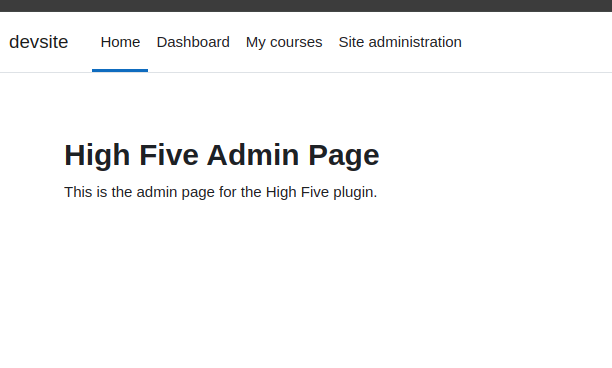 devsite Home Dashboard My courses Site administration
High Five Admin Page
This is the admin page for the High Five plugin.